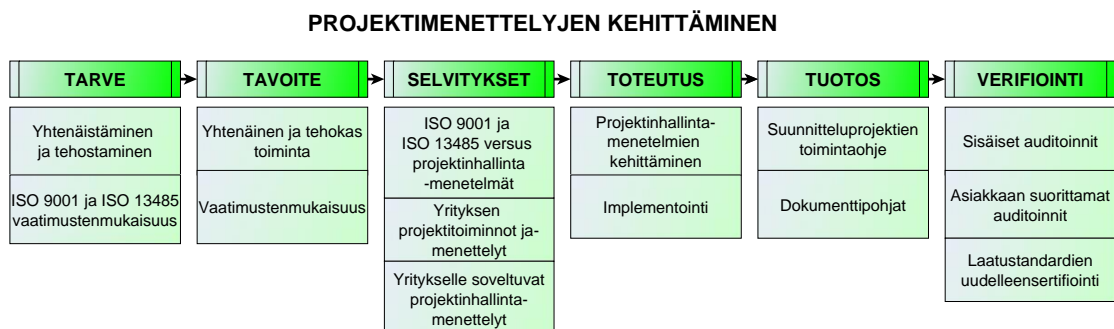 PROJEKTIMENETTELYJEN KEHITTÄMINEN
TARVE
Yhtenäistäminen
ja tehostaminen
ISO 9001 ja ISO 13485
vaatimustenmukaisuus
TAVOITE
Yhtenäinen ja tehokas
toiminta
Vaatimustenmukaisuus
SELVITYKSET
ISO 9001 ja
ISO 13485 versus
projektinhallinta
-menetelmät
Yrityksen
projektitoiminnot ja-
menettelyt
Yritykselle soveltuvat
projektinhallinta-
menettelyt
TOTEUTUS
Projektinhallinta-
menetelmien
kehittäminen
Implementointi
TUOTOS
Suunnitteluprojektien
toimintaohje
Dokumenttipohjat
VERIFIOINTI
Sisäiset auditoinnit
Asiakkaan suorittamat
auditoinnit
Laatustandardien
uudelleensertifiointi